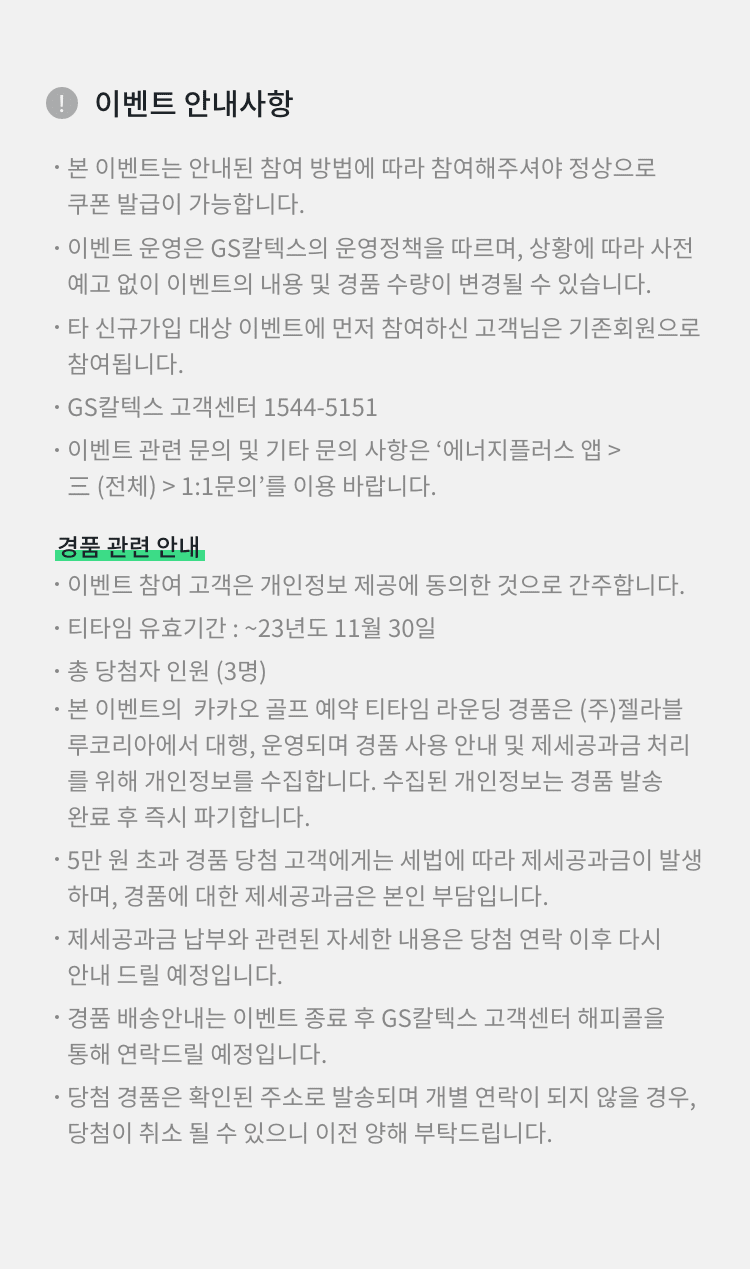 ! 이벤트 안내사항
· 본 이벤트는 안내된 참여 방법에 따라 참여해주셔야 정상으로
쿠폰 발급이 가능합니다.
· 이벤트 운영은 GS칼텍스의 운영정책을 따르며, 상황에 따라 사전
예고 없이 이벤트의 내용 및 경품 수량이 변경될 수 있습니다.
· 타 신규가입 대상 이벤트에 먼저 참여하신 고객님은 기존회원으로
참여됩니다.
· GS칼텍스 고객센터 1544-5151
· 이벤트 관련 문의 및 기타 문의 사항은 ‘에너지플러스 앱 >
三 (전체) > 1:1문의’를 이용 바랍니다.
경품 관련 안내
· 이벤트 참여 고객은 개인정보 제공에 동의한 것으로 간주합니다.
· 티타임 유효기간 : ~23년도 11월 30일
· 총 당첨자 인원 (3명)
· 본 이벤트의  카카오 골프 예약 티타임 라운딩 경품은 (주)젤라블
루코리아에서 대행, 운영되며 경품 사용 안내 및 제세공과금 처리
를 위해 개인정보를 수집합니다. 수집된 개인정보는 경품 발송
완료 후 즉시 파기합니다.
· 5만 원 초과 경품 당첨 고객에게는 세법에 따라 제세공과금이 발생
하며, 경품에 대한 제세공과금은 본인 부담입니다.
· 제세공과금 납부와 관련된 자세한 내용은 당첨 연락 이후 다시
안내 드릴 예정입니다.
· 경품 배송안내는 이벤트 종료 후 GS칼텍스 고객센터 해피콜을
통해 연락드릴 예정입니다.
· 당첨 경품은 확인된 주소로 발송되며 개별 연락이 되지 않을 경우,
당첨이 취소 될 수 있으니 이전 양해 부탁드립니다.